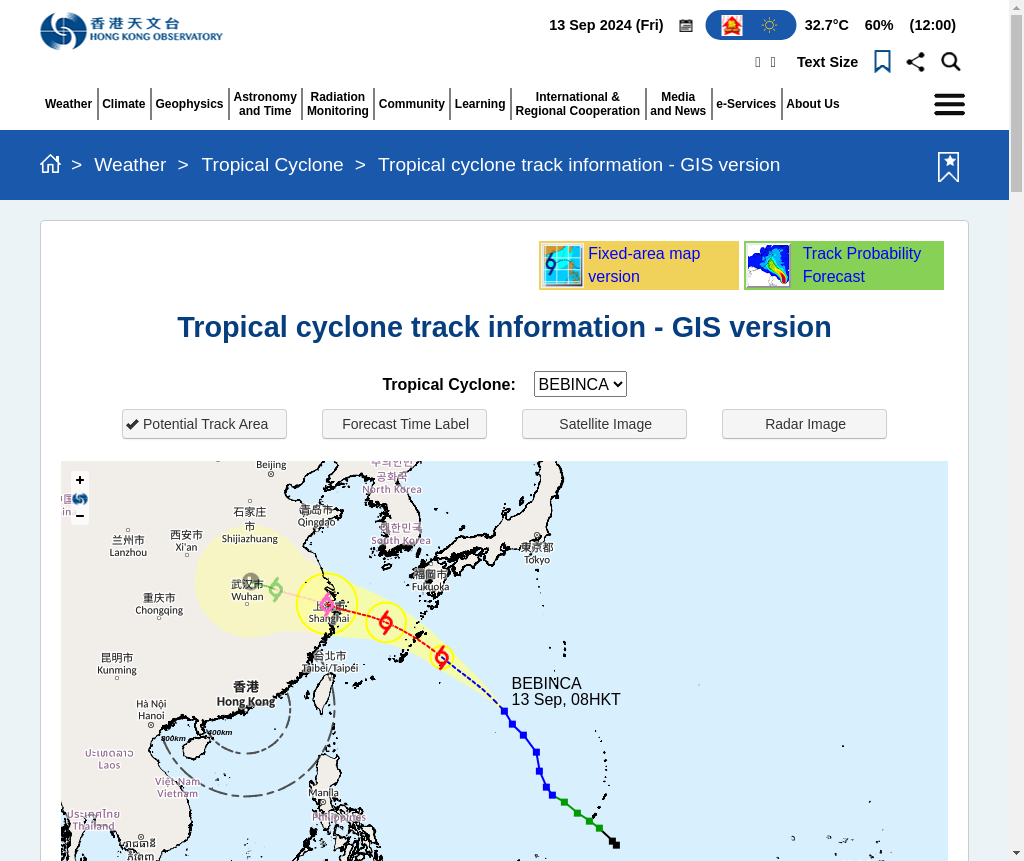 香港天文台
HONG KONG OBSERVATORY
13 Sep 2024 (Fri)
32.7°C 60% (12:00)
Text Size
Weather
Climate
Geophysics
Astronomy
and Time
Radiation
Monitoring
Community
Learning
International &
Regional Cooperation
Media
and News
e-Services
About Us
> Weather > Tropical Cyclone > Tropical cyclone track information - GIS version
Fixed-area map
version
Track Probability
Forecast
Tropical cyclone track information - GIS version
Tropical Cyclone: BEBINCA
Potential Track Area
Forecast Time Label
Satellite Image
Radar Image
+
−
Beijing
공화국
North Korea
石家庄
市
Shijiazhuang
青岛市
Qingdao
대한민국
South Korea
兰州市
Lanzhou
西安市
Xi'an
東京都
Tokyo
福岡市
Fukuoka
武汉市
Wuhan
Shanghai
重庆市
Chongqing
昆明市
Kunming
台北市
Taibei/Taipei
香港
Hong Kong
BEBINCA
13 Sep, 08HKT
Hà Nội
Hanoi
800km
400km
ປະເທດລາວ
Laos
Việt Nam
Vietnam
Manila
Philippines
ประเทศไทย
Thailand